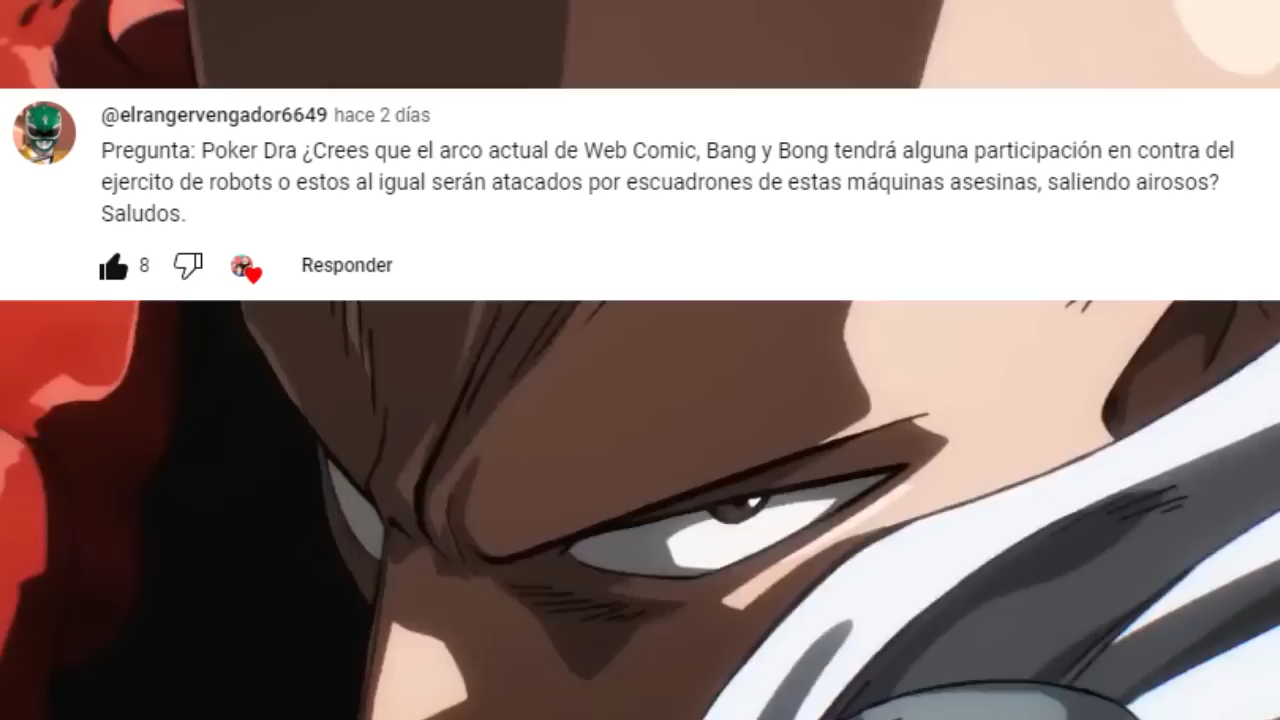 @elrangervengador6649 hace 2 días
Pregunta: Poker Dra ¿Crees que el arco actual de Web Comic, Bang y Bong tendrá alguna participación en contra del
ejercito de robots o estos al igual serán atacados por escuadrones de estas máquinas asesinas, saliendo airosos?
Saludos.
8 Responder